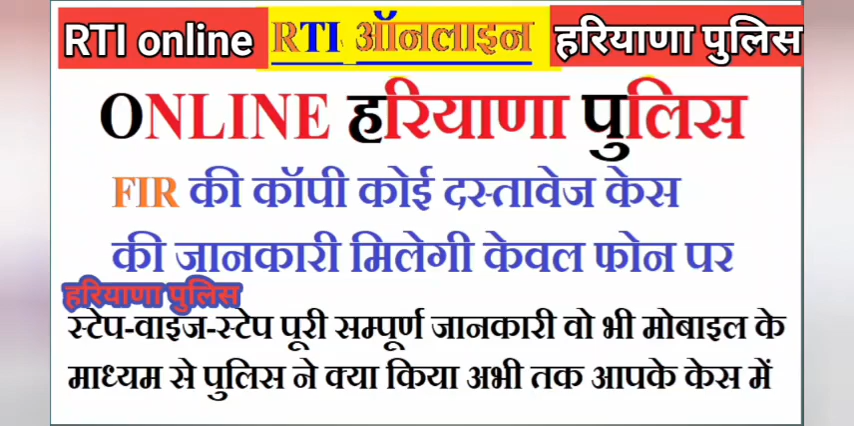 RTI online RTI ऑनलाइन हरियाणा पुलिस
ONLINE हरियाणा पुलिस
FIR की कॉपी कोई दस्तावेज केस
की जानकारी मिलेगी केवल फोन पर
हरियाणा पुलिस
स्टेप-वाइज-स्टेप पूरी सम्पूर्ण जानकारी वो भी मोबाइल के
माध्यम से पुलिस ने क्या किया अभी तक आपके केस में